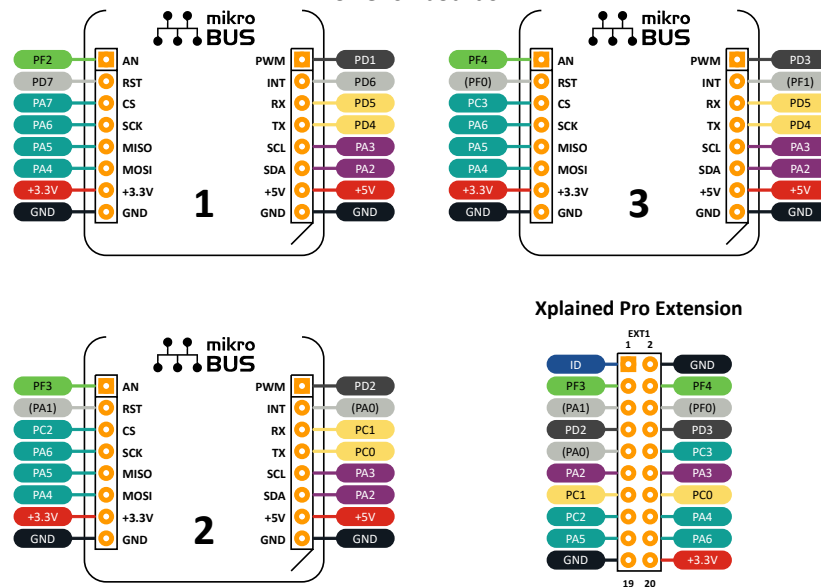 mikro
BUS
PF2 AN PWM PD1
PD7 RST INT PD6
PA7 CS RX PD5
PA6 SCK TX PD4
PA5 MISO SCL PA3
PA4 MOSI SDA PA2
+3.3V +3.3V +5V +5V
GND GND GND GND
1
mikro
BUS
PF4 AN PWM PD3
(PF0) RST INT (PF1)
PC3 CS RX PD5
PA6 SCK TX PD4
PA5 MISO SCL PA3
PA4 MOSI SDA PA2
+3.3V +3.3V +5V +5V
GND GND GND GND
3
mikro
BUS
PF3 AN PWM PD2
(PA1) RST INT (PA0)
PC2 CS RX PC1
PA6 SCK TX PC0
PA5 MISO SCL PA3
PA4 MOSI SDA PA2
+3.3V +3.3V +5V +5V
GND GND GND GND
2
Xplained Pro Extension
EXT1
1 2
ID GND
PF3 PF4
(PA1) (PF0)
PD2 PD3
(PA0) PC3
PA2 PA3
PC1 PC0
PC2 PA4
PA5 PA6
GND +3.3V
19 20